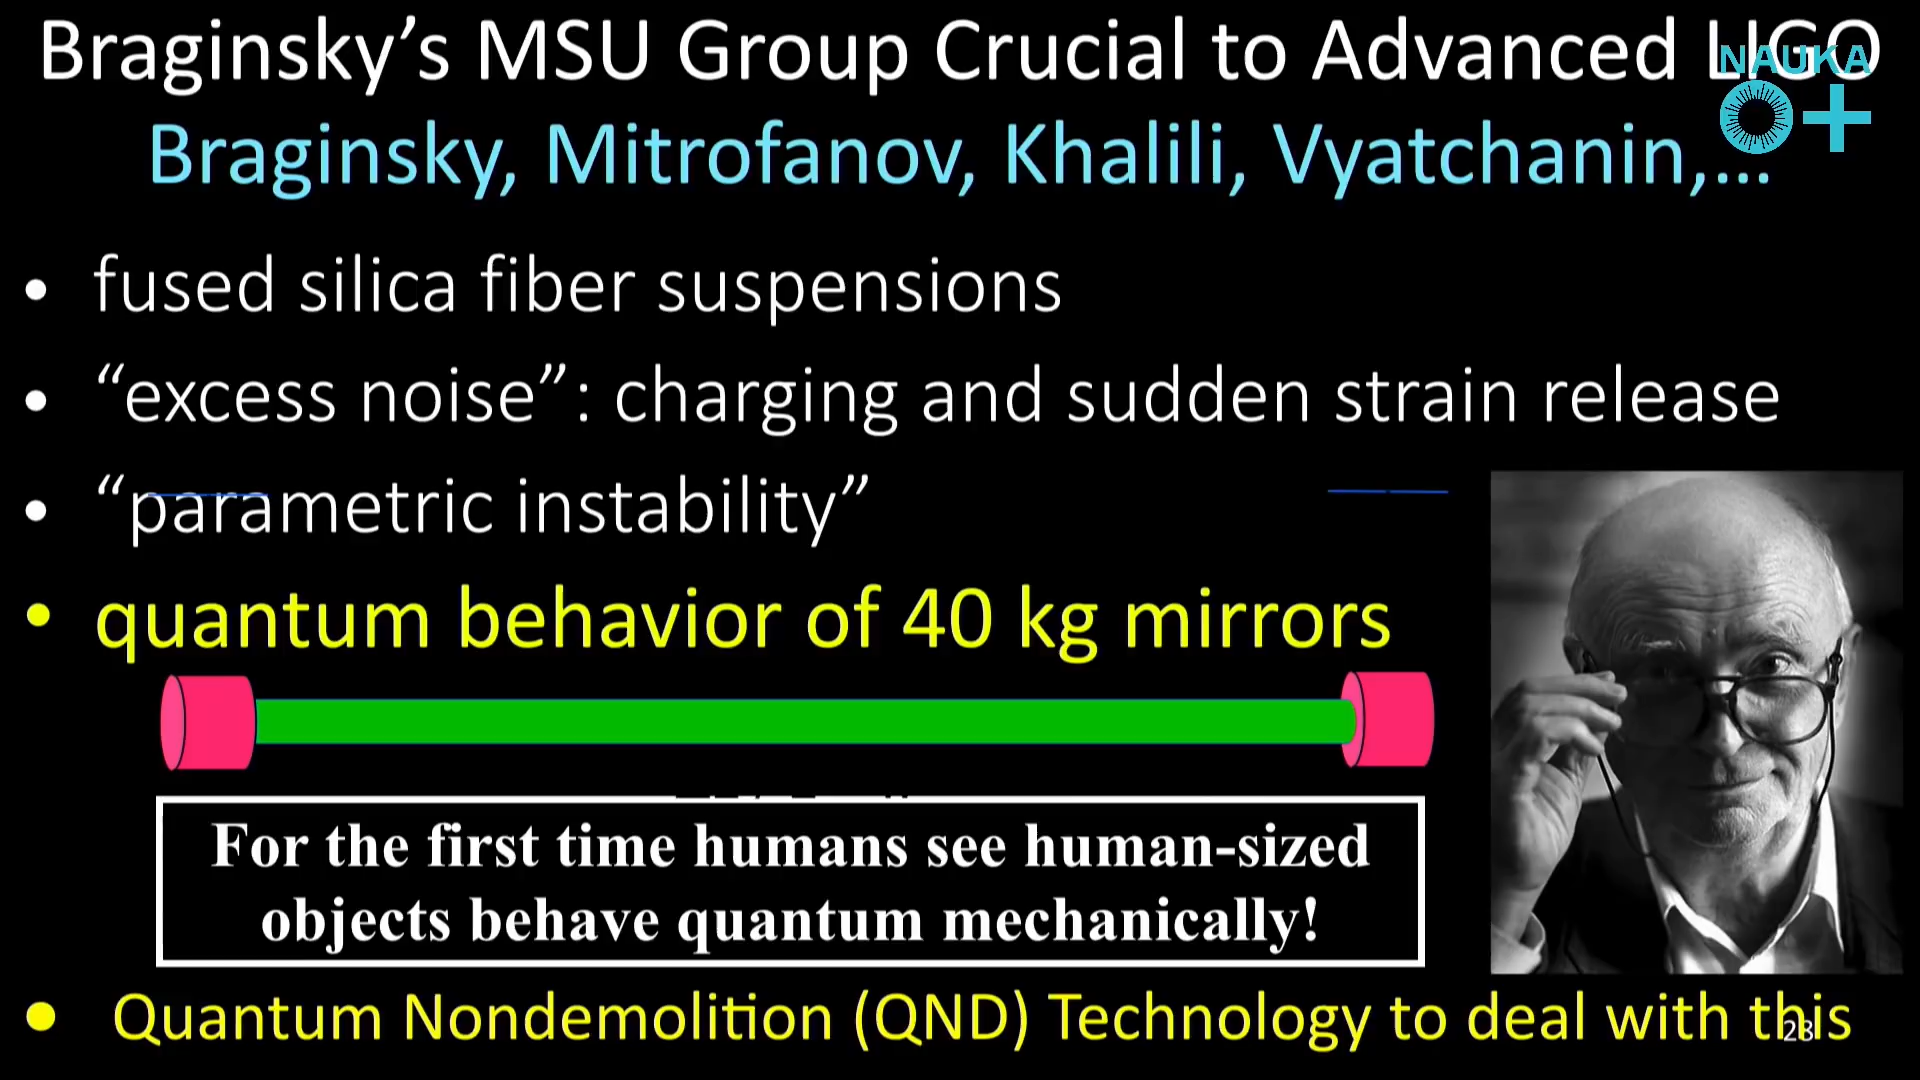 Braginsky’s MSU Group Crucial to Advanced LIGO
NAUKA
O+
Braginsky, Mitrofanov, Khalili, Vyatchanin,...
• fused silica fiber suspensions
• “excess noise”: charging and sudden strain release
• “parametric instability”
• quantum behavior of 40 kg mirrors
For the first time humans see human-sized
objects behave quantum mechanically!
• Quantum Nondemolition (QND) Technology to deal with this
23